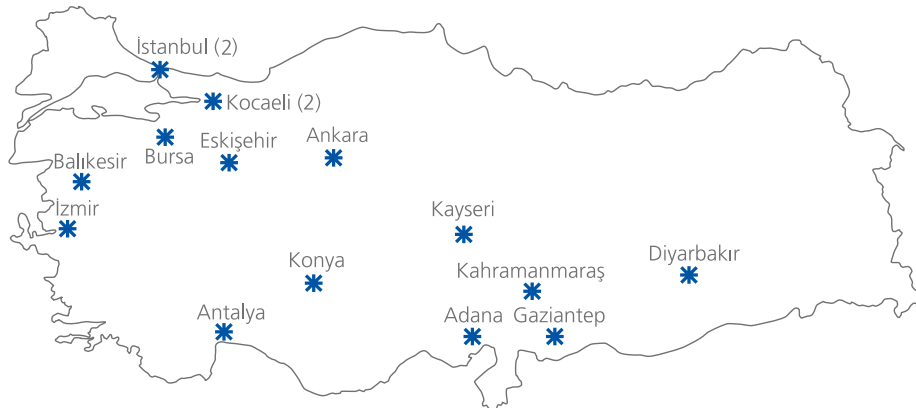 İstanbul (2)
Kocaeli (2)
Ankara
Eskişehir
Bursa
Balıkesir
İzmir
Kayseri
Konya
Diyarbakır
Kahramanmaraş
Antalya
Adana
Gaziantep